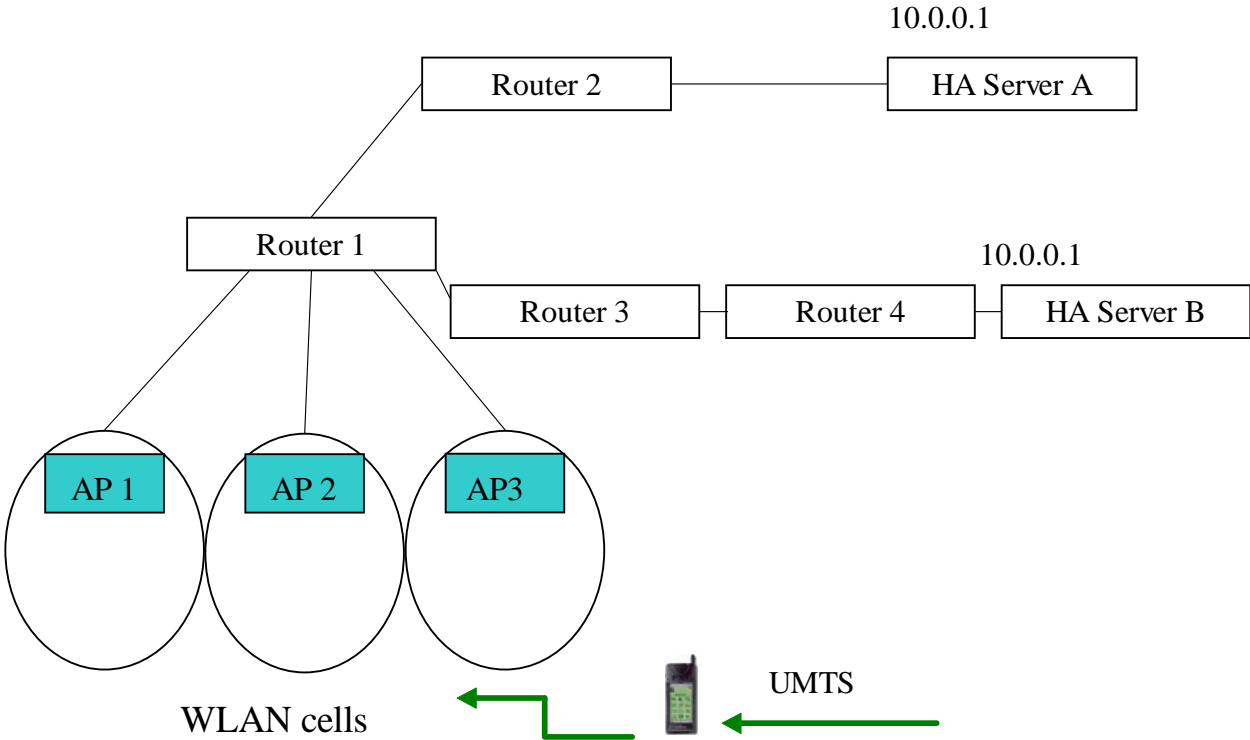 10.0.0.1
Router 2
HA Server A
Router 1
10.0.0.1
Router 3
Router 4
HA Server B
AP 1
AP 2
AP3
UMTS
WLAN cells